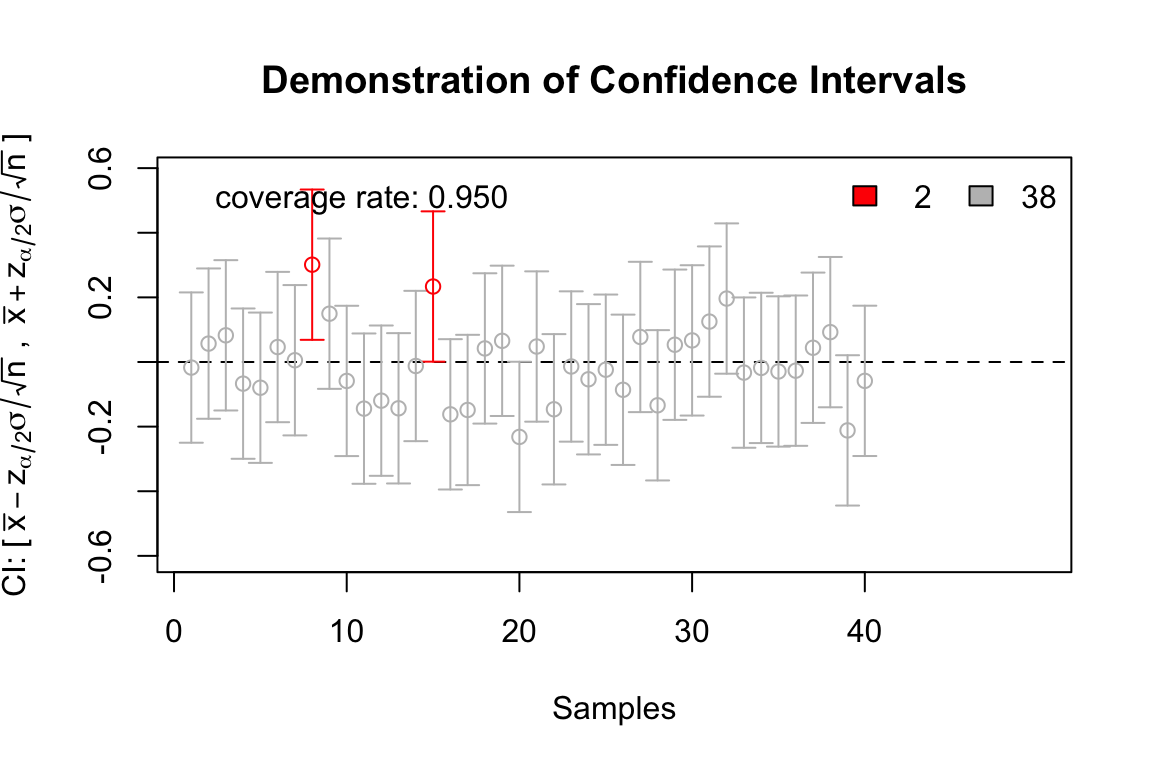 Demonstration of Confidence Intervals
CI: [ x̄ − zα/2σ/√n , x̄ + zα/2σ/√n ]
0.6
0.2
-0.2
-0.6
coverage rate: 0.950
2
38
0 10 20 30 40
Samples